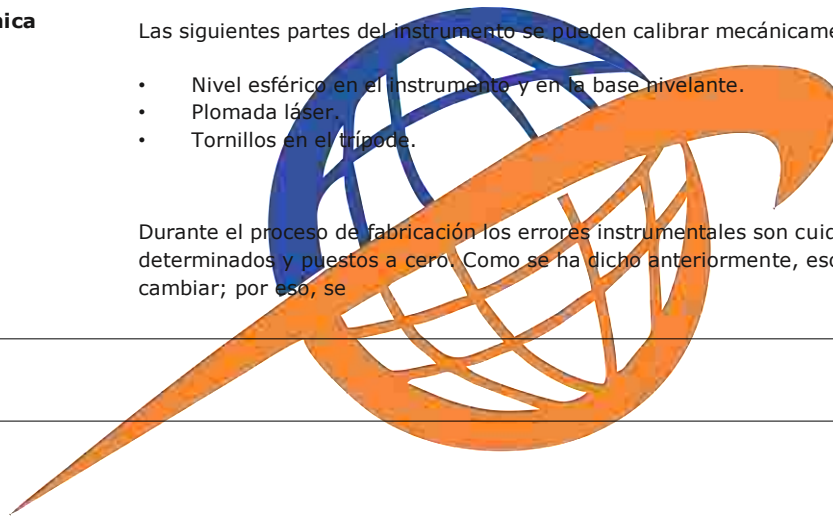 nica
Las siguientes partes del instrumento se pueden calibrar mecánicame
• Nivel esférico en el instrumento y en la base nivelante.
• Plomada láser.
• Tornillos en el trípode.
Durante el proceso de fabricación los errores instrumentales son cuid
determinados y puestos a cero. Como se ha dicho anteriormente, eso
cambiar; por eso, se